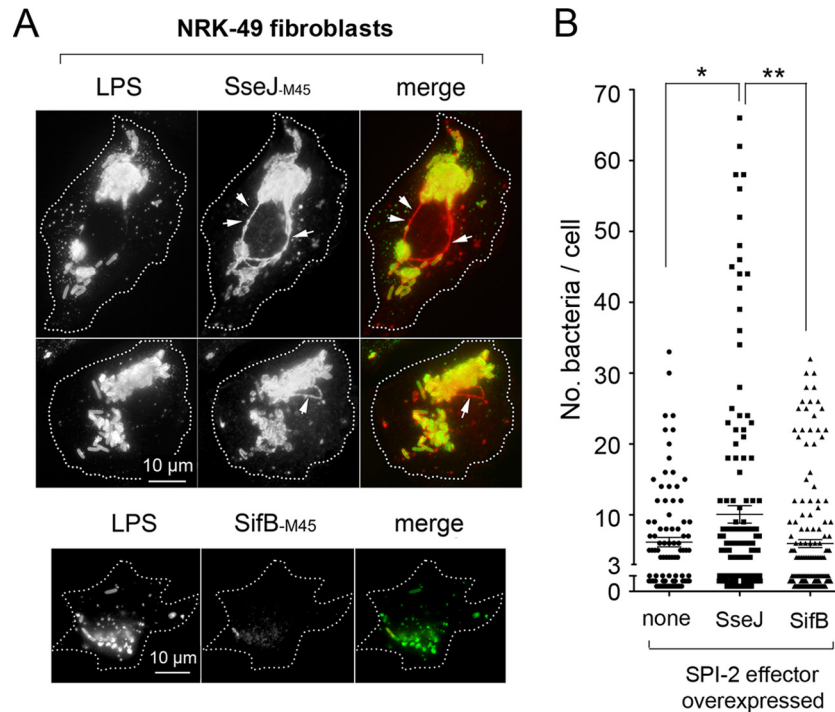 A
NRK-49 fibroblasts
LPS SseJ-M45 merge
10 µm
LPS SifB-M45 merge
10 µm
B
* **
No. bacteria / cell
70
60
50
40
30
20
10
3
0
none SseJ SifB
SPI-2 effector
overexpressed